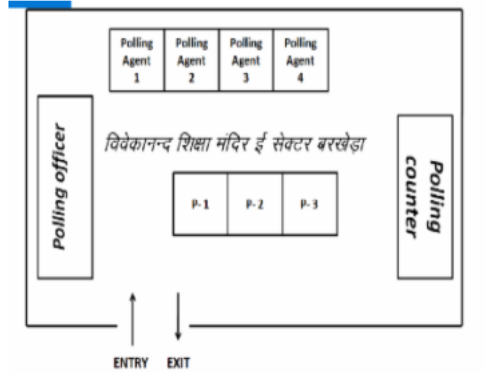 Polling Agent 1
Polling Agent 2
Polling Agent 3
Polling Agent 4
Polling officer
विवेकानन्द शिक्षा मंदिर ई सेक्टर बरखेड़ा
Polling counter
P-1
P-2
P-3
ENTRY
EXIT